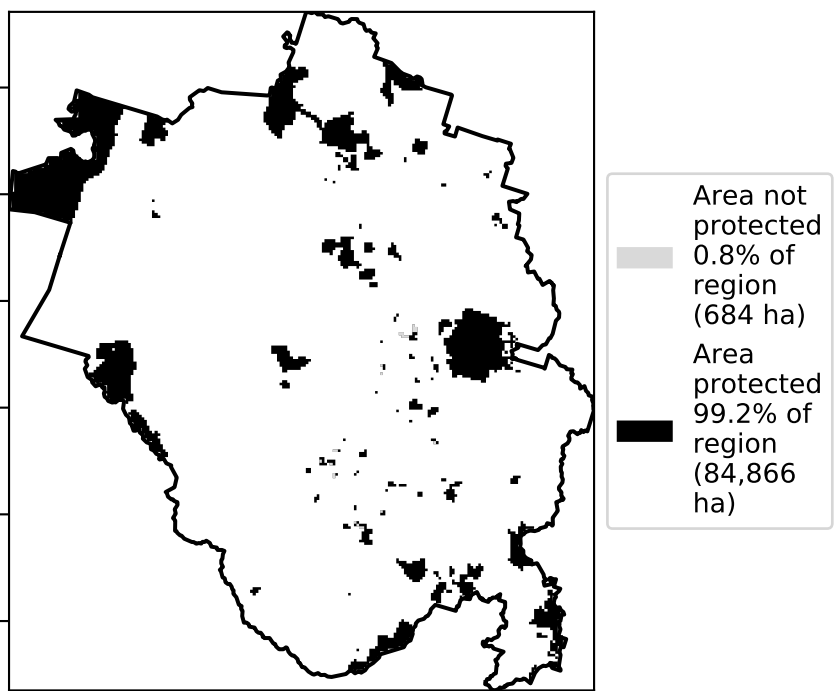 Area not
protected
0.8% of
region
(684 ha)
Area
protected
99.2% of
region
(84,866
ha)